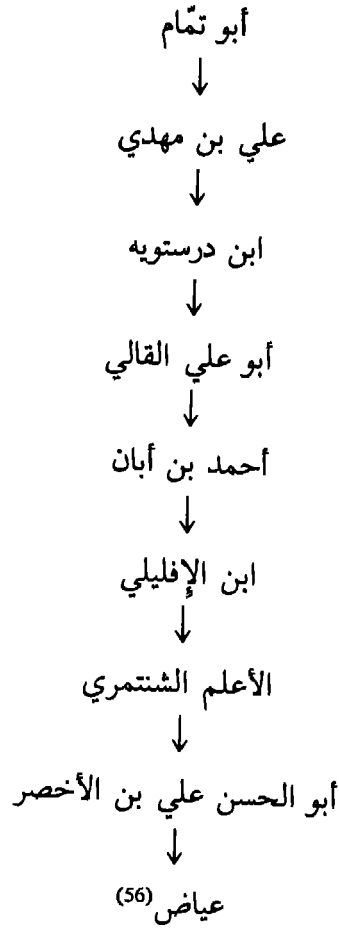 أبو تمّام
↓
علي بن مهدي
↓
ابن درستويه
↓
أبو علي القالي
↓
أحمد بن أبان
↓
ابن الإفليلي
↓
الأعلم الشنتمري
↓
أبو الحسن علي بن الأخصر
↓
عياض(56)